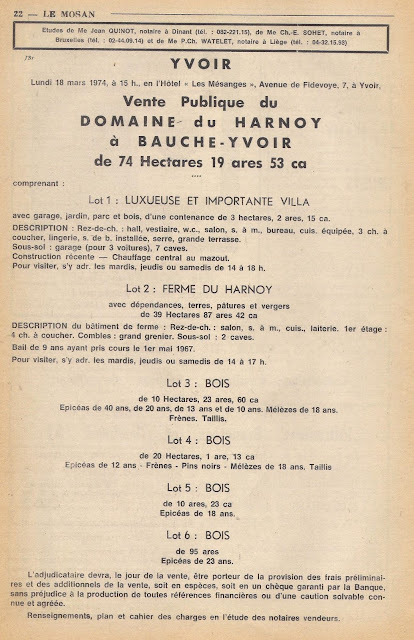 22 — LE MOSAN
Etudes de Me Jean QUINOT, notaire à Dinant (tél. : 082-221.15), de Me Ch.-E. SOHET, notaire à
Bruxelles (tél. : 02-44.09.14) et de Me P.Ch. WATELET, notaire à Liège (tél. : 04-32.15.98)
YVOIR
Lundi 18 mars 1974, à 15 h., en l'Hôtel « Les Mésanges », Avenue de Fidevoye, 7, à Yvoir,
Vente Publique du
DOMAINE du HARNOY
à BAUCHE-YVOIR
de 74 Hectares 19 ares 53 ca
****
comprenant :
Lot 1 : LUXUEUSE ET IMPORTANTE VILLA
avec garage, jardin, parc et bois, d'une contenance de 3 hectares, 2 ares, 15 ca.
DESCRIPTION : Rez-de-ch. : hall, vestiaire, w.c., salon, s. à m., bureau, cuis. équipée, 3 ch. à
coucher, lingerie, s. de b. installée, serre, grande terrasse.
Sous-sol : garage (pour 3 voitures), 7 caves.
Construction récente — Chauffage central au mazout.
Pour visiter, s'y adr. les mardis, jeudis ou samedis de 14 à 18 h.
Lot 2 : FERME DU HARNOY
avec dépendances, terres, pâtures et vergers
de 39 Hectares 87 ares 42 ca
DESCRIPTION du bâtiment de ferme : Rez-de-ch. : salon, s. à m., cuis., laiterie. 1er étage :
4 ch. à coucher. Combles : grand grenier. Sous-sol : 2 caves.
Bail de 9 ans ayant pris cours le 1er mai 1967.
Pour visiter, s'y adr. les mardis, jeudis ou samedis de 14 à 17 h.
Lot 3 : BOIS
de 10 Hectares, 23 ares, 60 ca
Epicéas de 40 ans, de 20 ans, de 13 ans et de 10 ans. Mélèzes de 18 ans.
Frênes. Taillis.
Lot 4 : BOIS
de 20 Hectares, 1 are, 13 ca
Epicéas de 12 ans - Frênes - Pins noirs - Mélèzes de 18 ans. Taillis
Lot 5 : BOIS
de 10 ares, 23 ca
Epicéas de 18 ans.
Lot 6 : BOIS
de 95 ares
Epicéas de 23 ans.
L'adjudicataire devra, le jour de la vente, être porteur de la provision des frais préliminai-
res et des additionnels de la vente, soit en espèces, soit en un chèque garanti par la Banque,
sans préjudice à la production de toutes références financières ou d'une caution solvable con-
nue et agréée.
Renseignements, plan et cahier des charges en l'étude des notaires vendeurs.